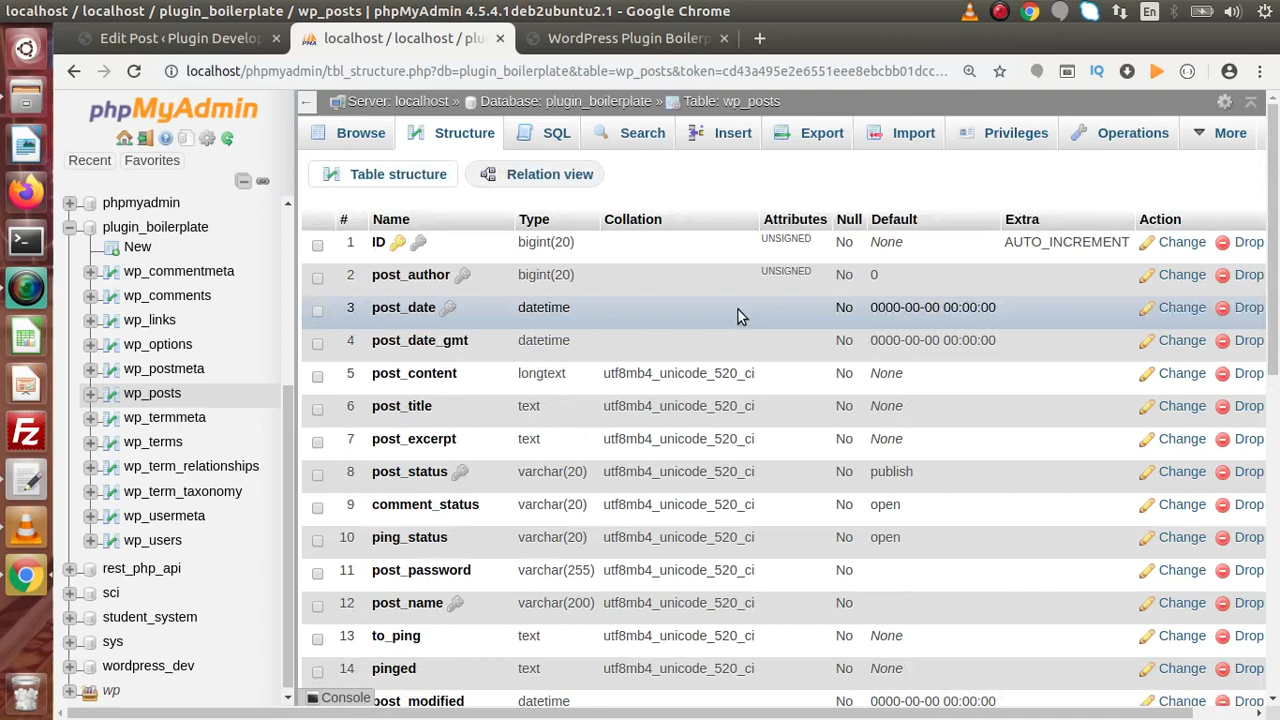 localhost / localhost / plugin_boilerplate / wp_posts | phpMyAdmin 4.5.4.1deb2ubuntu2.1 - Google Chrome
En
Edit Post ‹ Plugin Develo
localhost / localhost / plu
WordPress Plugin Boilerp
localhost/phpmyadmin/tbl_structure.php?db=plugin_boilerplate&table=wp_posts&token=cd43a495e2e6551eee8ebcbb01dcc...
IQ
phpMyAdmin
Recent Favorites
phpmyadmin
plugin_boilerplate
New
wp_commentmeta
wp_comments
wp_links
wp_options
wp_postmeta
wp_posts
wp_termmeta
wp_terms
wp_term_relationships
wp_term_taxonomy
wp_usermeta
wp_users
rest_php_api
sci
student_system
sys
wordpress_dev
wp
Server: localhost » Database: plugin_boilerplate » Table: wp_posts
Browse Structure SQL Search Insert Export Import Privileges Operations More
Table structure Relation view
# Name Type Collation Attributes Null Default Extra Action
1 ID bigint(20) UNSIGNED No None AUTO_INCREMENT Change Drop
2 post_author bigint(20) UNSIGNED No 0 Change Drop
3 post_date datetime No 0000-00-00 00:00:00 Change Drop
4 post_date_gmt datetime No 0000-00-00 00:00:00 Change Drop
5 post_content longtext utf8mb4_unicode_520_ci No None Change Drop
6 post_title text utf8mb4_unicode_520_ci No None Change Drop
7 post_excerpt text utf8mb4_unicode_520_ci No None Change Drop
8 post_status varchar(20) utf8mb4_unicode_520_ci No publish Change Drop
9 comment_status varchar(20) utf8mb4_unicode_520_ci No open Change Drop
10 ping_status varchar(20) utf8mb4_unicode_520_ci No open Change Drop
11 post_password varchar(255) utf8mb4_unicode_520_ci No Change Drop
12 post_name varchar(200) utf8mb4_unicode_520_ci No Change Drop
13 to_ping text utf8mb4_unicode_520_ci No None Change Drop
14 pinged text utf8mb4_unicode_520_ci No None Change Drop
post_modified datetime No 0000-00-00 00:00:00 Change Drop
Console